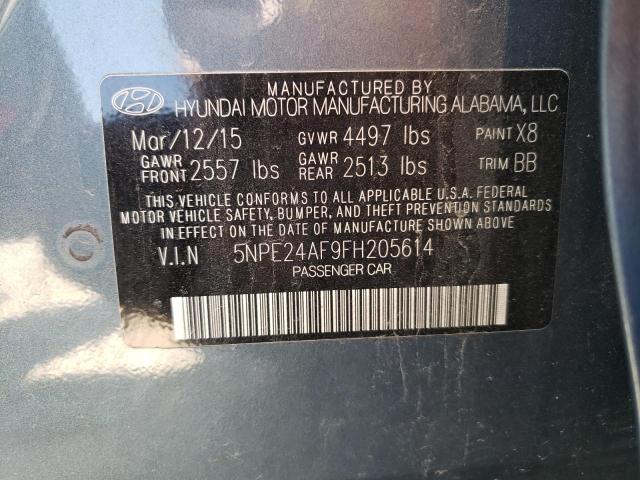 MANUFACTURED BY
HYUNDAI MOTOR MANUFACTURING ALABAMA, LLC
Mar/12/15 GVWR 4497 lbs PAINT X8
GAWR FRONT 2557 lbs GAWR REAR 2513 lbs TRIM BB
THIS VEHICLE CONFORMS TO ALL APPLICABLE U.S.A. FEDERAL
MOTOR VEHICLE SAFETY, BUMPER, AND THEFT PREVENTION STANDARDS
IN EFFECT ON THE DATE OF MANUFACTURE SHOWN ABOVE
V.I.N 5NPE24AF9FH205614
PASSENGER CAR